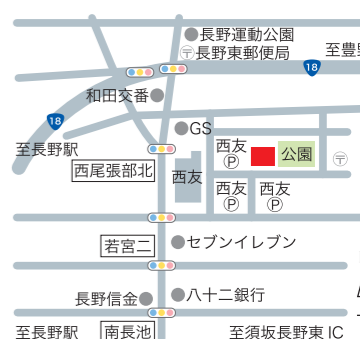 長野運動公園
〒長野東郵便局
至豊野
18
和田交番
18
GS
至長野駅
西友
P
公園
〒
西尾張部北
西友
西友
P
西友
P
若宮二
セブンイレブン
長野信金
八十二銀行
至長野駅
南長池
至須坂長野東IC